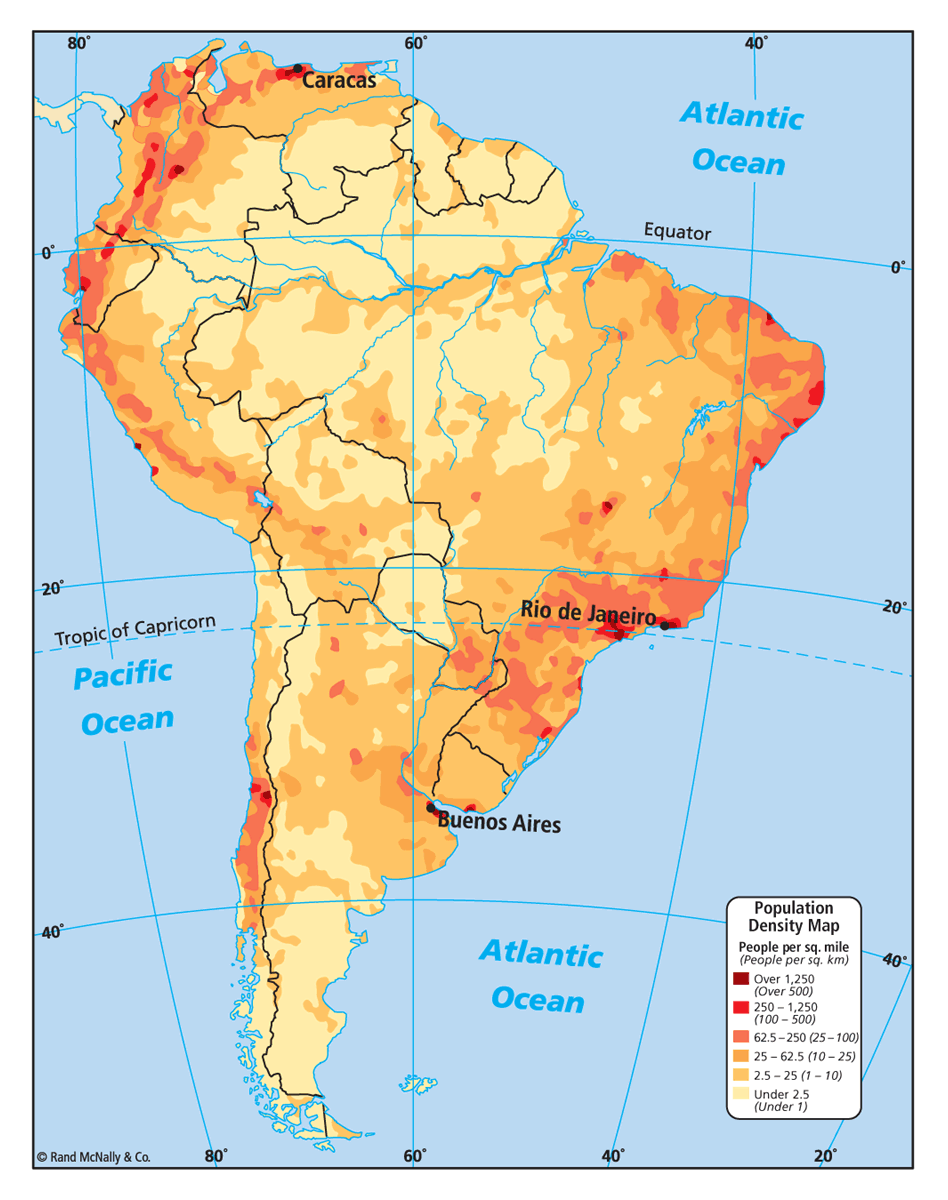 80°
60°
40°
Caracas
Atlantic
Ocean
Equator
0°
0°
20°
20°
Rio de Janeiro
Tropic of Capricorn
Pacific
Ocean
Buenos Aires
Population
Density Map
People per sq. mile
(People per sq. km)
Over 1,250
(Over 500)
250 – 1,250
(100 – 500)
62.5 – 250 (25 – 100)
25 – 62.5 (10 – 25)
2.5 – 25 (1 – 10)
Under 2.5
(Under 1)
40°
Atlantic
Ocean
40°
© Rand McNally & Co.
80°
60°
40°
20°